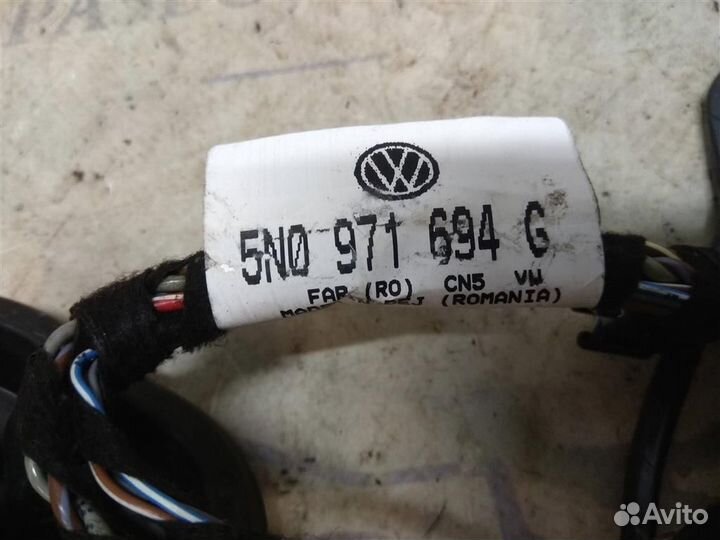 5N0 971 694 G
FAP (RO) CN5 VW
(ROMANIA)
Avito